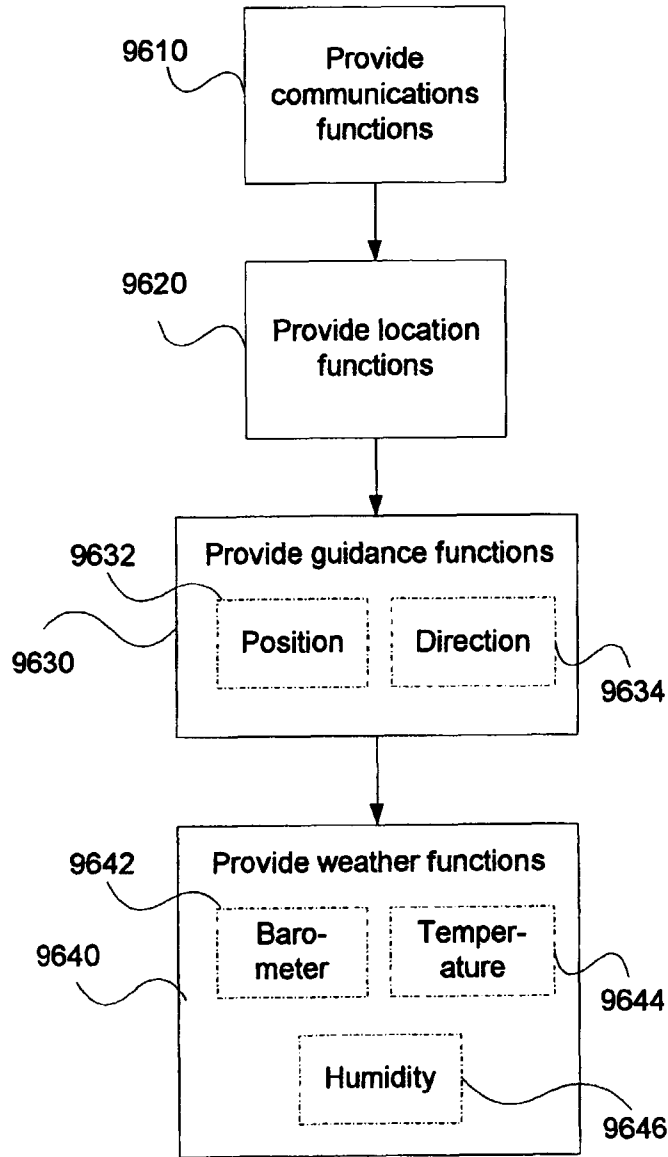 9610
Provide
communications
functions
9620
Provide location
functions
9632
Provide guidance functions
Position
Direction
9630
9634
9642
Provide weather functions
Baro-
meter
Temper-
ature
9640
9644
Humidity
9646